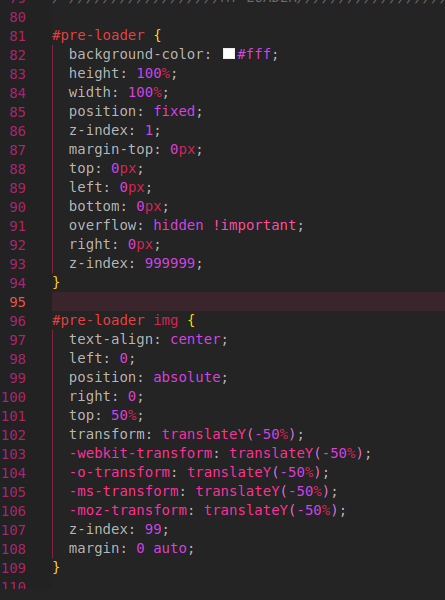 80
81 #pre-loader {
82 background-color: #fff;
83 height: 100%;
84 width: 100%;
85 position: fixed;
86 z-index: 1;
87 margin-top: 0px;
88 top: 0px;
89 left: 0px;
90 bottom: 0px;
91 overflow: hidden !important;
92 right: 0px;
93 z-index: 999999;
94 }
95
96 #pre-loader img {
97 text-align: center;
98 left: 0;
99 position: absolute;
100 right: 0;
101 top: 50%;
102 transform: translateY(-50%);
103 -webkit-transform: translateY(-50%);
104 -o-transform: translateY(-50%);
105 -ms-transform: translateY(-50%);
106 -moz-transform: translateY(-50%);
107 z-index: 99;
108 margin: 0 auto;
109 }
110